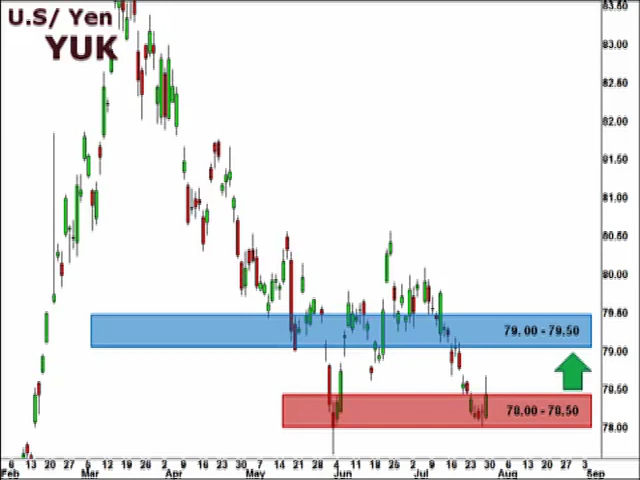 U.S/ Yen
YUK
83.50
83.00
82.50
82.00
81.50
81.00
80.50
80.00
79.50
79.00
78.50
78.00
79.00 - 79.50
78.00 - 78.50
6 13 20 27 5 12 19 26 2 9 16 23 30 7 14 21 28 4 11 18 25 2 9 16 23 30 6 13 20 27 3
Feb Mar Apr May Jun Jul Aug Sep